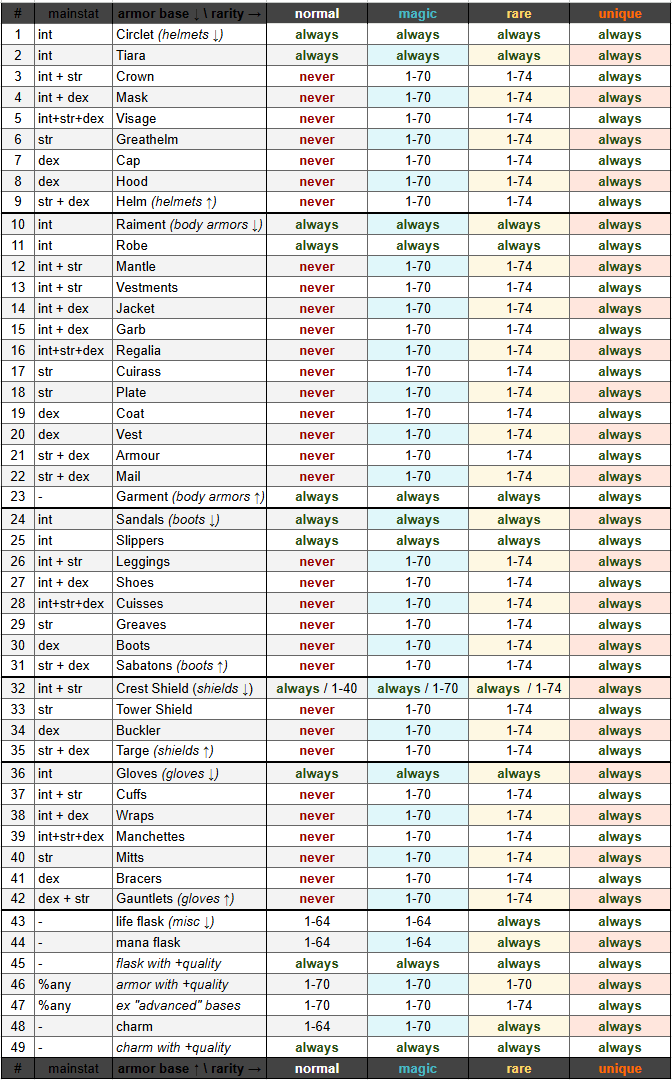 # mainstat armor base ↓ \ rarity → normal magic rare unique
1 int Circlet (helmets ↓) always always always always
2 int Tiara always always always always
3 int + str Crown never 1-70 1-74 always
4 int + dex Mask never 1-70 1-74 always
5 int+str+dex Visage never 1-70 1-74 always
6 str Greathelm never 1-70 1-74 always
7 dex Cap never 1-70 1-74 always
8 dex Hood never 1-70 1-74 always
9 str + dex Helm (helmets ↑) never 1-70 1-74 always
10 int Raiment (body armors ↓) always always always always
11 int Robe always always always always
12 int + str Mantle never 1-70 1-74 always
13 int + str Vestments never 1-70 1-74 always
14 int + dex Jacket never 1-70 1-74 always
15 int + dex Garb never 1-70 1-74 always
16 int+str+dex Regalia never 1-70 1-74 always
17 str Cuirass never 1-70 1-74 always
18 str Plate never 1-70 1-74 always
19 dex Coat never 1-70 1-74 always
20 dex Vest never 1-70 1-74 always
21 str + dex Armour never 1-70 1-74 always
22 str + dex Mail never 1-70 1-74 always
23 - Garment (body armors ↑) always always always always
24 int Sandals (boots ↓) always always always always
25 int Slippers always always always always
26 int + str Leggings never 1-70 1-74 always
27 int + dex Shoes never 1-70 1-74 always
28 int+str+dex Cuisses never 1-70 1-74 always
29 str Greaves never 1-70 1-74 always
30 dex Boots never 1-70 1-74 always
31 str + dex Sabatons (boots ↑) never 1-70 1-74 always
32 int + str Crest Shield (shields ↓) always / 1-40 always / 1-70 always / 1-74 always
33 str Tower Shield never 1-70 1-74 always
34 dex Buckler never 1-70 1-74 always
35 str + dex Targe (shields ↑) never 1-70 1-74 always
36 int Gloves (gloves ↓) always always always always
37 int + str Cuffs never 1-70 1-74 always
38 int + dex Wraps never 1-70 1-74 always
39 int+str+dex Manchettes never 1-70 1-74 always
40 str Mitts never 1-70 1-74 always
41 dex Bracers never 1-70 1-74 always
42 dex + str Gauntlets (gloves ↑) never 1-70 1-74 always
43 - life flask (misc ↓) 1-64 1-64 always always
44 - mana flask 1-64 1-64 always always
45 - flask with +quality always always always always
46 %any armor with +quality 1-70 1-70 1-70 always
47 %any ex "advanced" bases 1-70 1-70 1-74 always
48 - charm 1-64 1-70 always always
49 - charm with +quality always always always always
# mainstat armor base ↑ \ rarity → normal magic rare unique